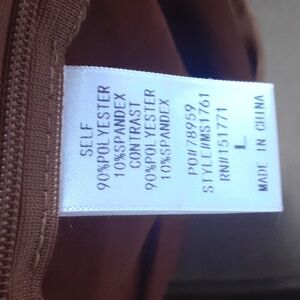 SELF
90%POLYESTER
10%SPANDEX
CONTRAST
90%POLYESTER
10%SPANDEX
PO#78959
STYLE#MS1761
RN#151771
L
MADE IN CHINA